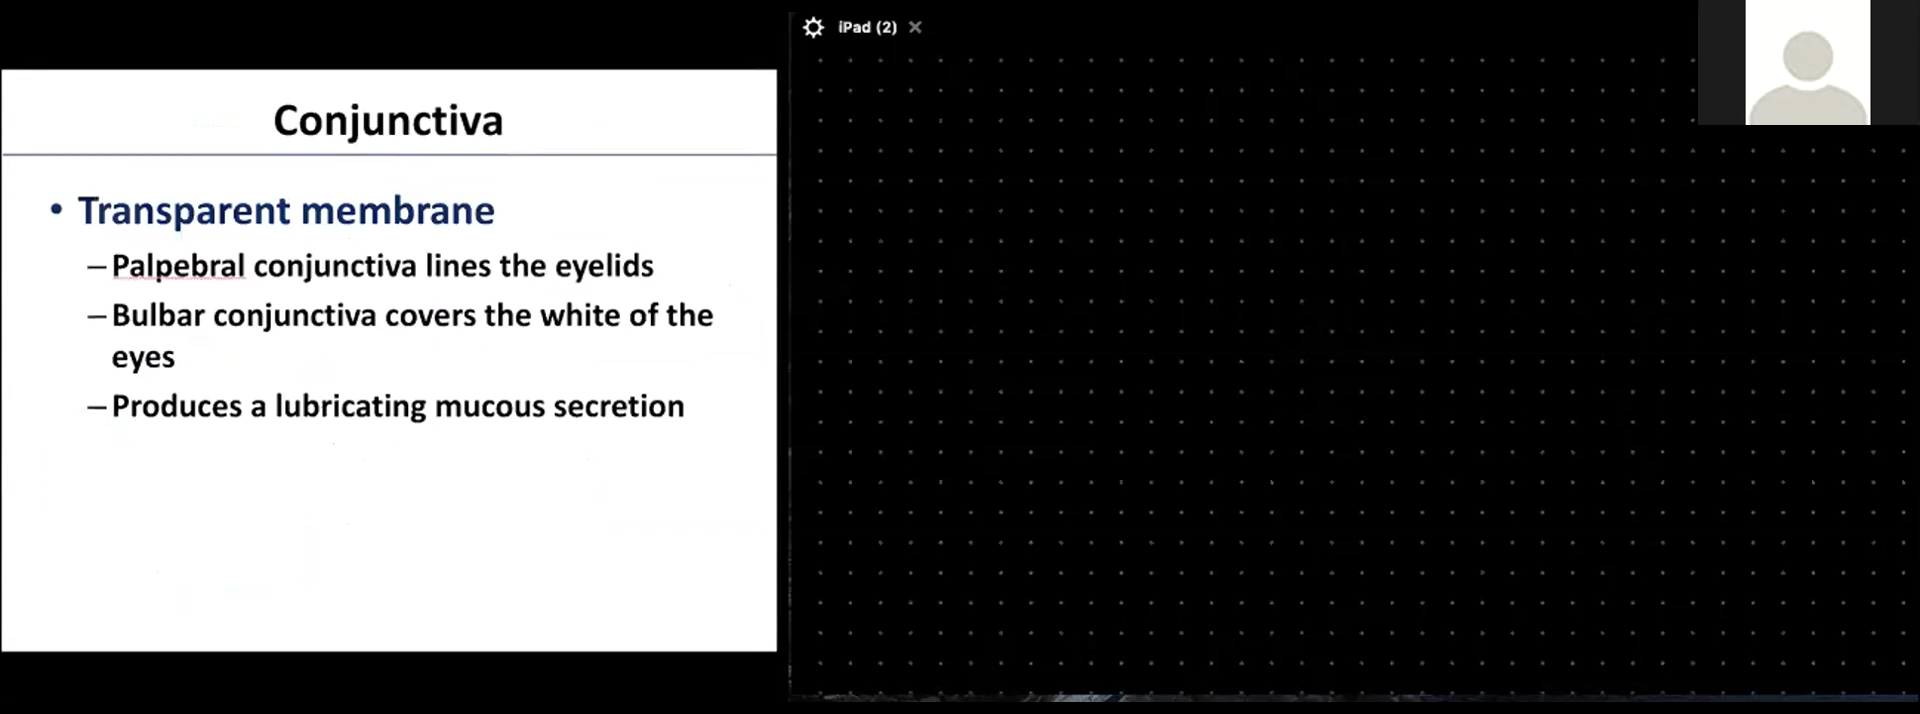 Conjunctiva
• Transparent membrane
– Palpebral conjunctiva lines the eyelids
– Bulbar conjunctiva covers the white of the
eyes
– Produces a lubricating mucous secretion
iPad (2)